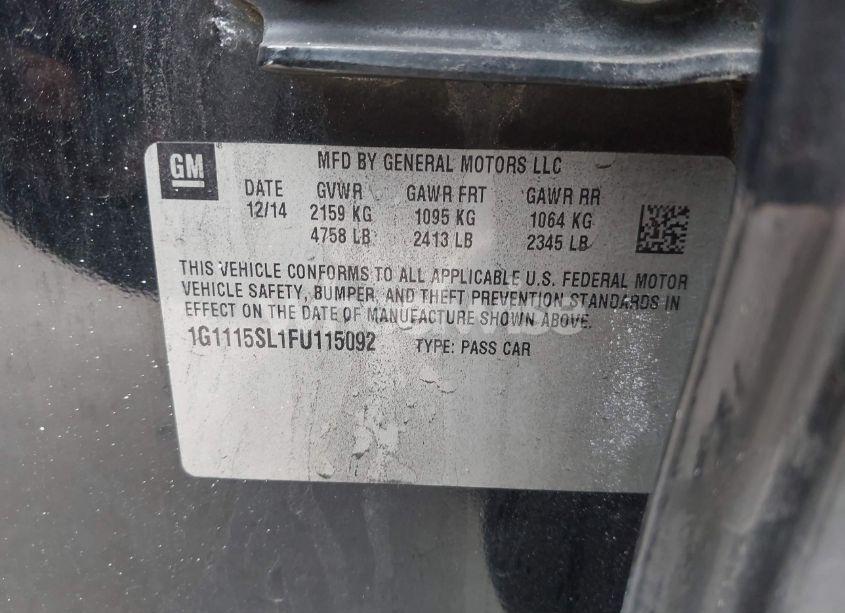 GM
MFD BY GENERAL MOTORS LLC
DATE GVWR GAWR FRT GAWR RR
12/14 2159 KG 1095 KG 1064 KG
4758 LB 2413 LB 2345 LB
THIS VEHICLE CONFORMS TO ALL APPLICABLE U.S. FEDERAL MOTOR
VEHICLE SAFETY, BUMPER, AND THEFT PREVENTION STANDARDS IN
EFFECT ON THE DATE OF MANUFACTURE SHOWN ABOVE.
1G1115SL1FU115092 TYPE: PASS CAR